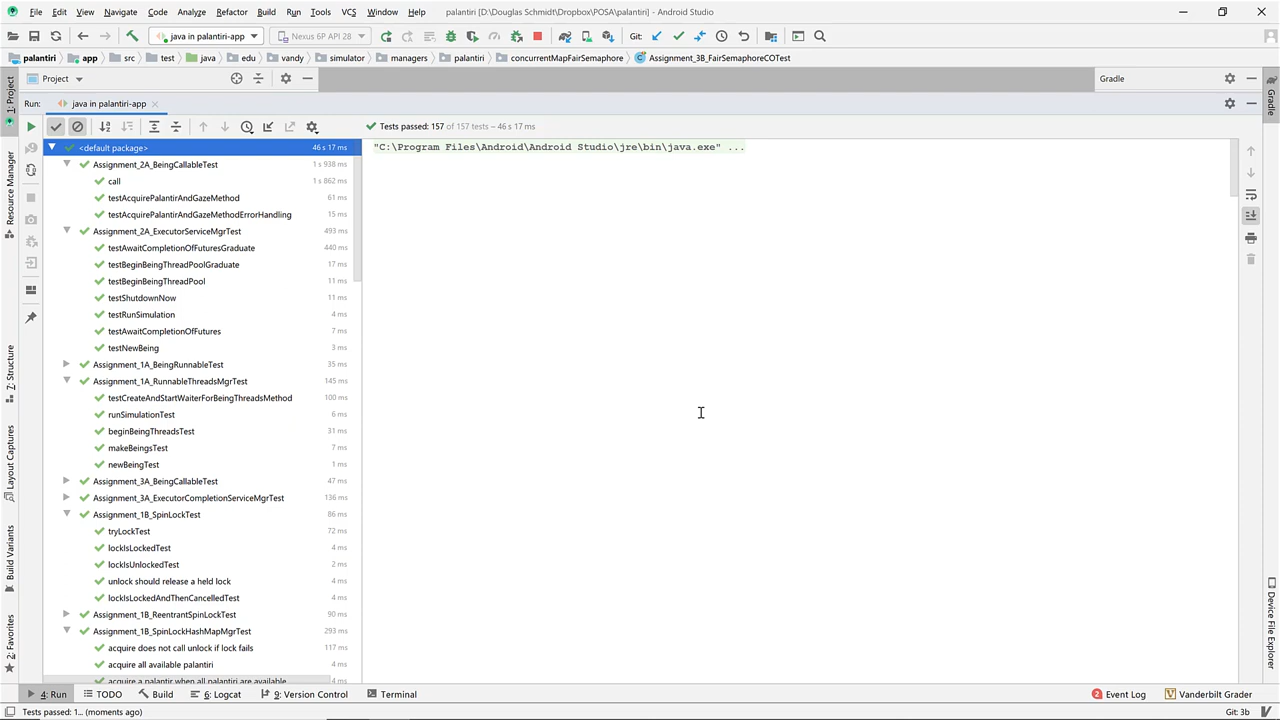 File Edit View Navigate Code Analyze Refactor Build Run Tools VCS Window Help palantiri [D:\Douglas Schmidt\Dropbox\POSA\palantiri] - Android Studio
java in palantiri-app Nexus 6P API 28 Git:
palantiri app src test java edu vandy simulator managers palantiri concurrentMapFairSemaphore Assignment_3B_FairSemaphoreCOTest
1: Project
Resource Manager
7: Structure
Layout Captures
Build Variants
2: Favorites
Project
Gradle
Gradle
Device File Explorer
Run: java in palantiri-app
Tests passed: 157 of 157 tests – 46 s 17 ms
<default package> 46 s 17 ms
Assignment_2A_BeingCallableTest 1 s 938 ms
call 1 s 862 ms
testAcquirePalantirAndGazeMethod 61 ms
testAcquirePalantirAndGazeMethodErrorHandling 15 ms
Assignment_2A_ExecutorServiceMgrTest 493 ms
testAwaitCompletionOfFuturesGraduate 440 ms
testBeginBeingThreadPoolGraduate 17 ms
testBeginBeingThreadPool 11 ms
testShutdownNow 11 ms
testRunSimulation 4 ms
testAwaitCompletionOfFutures 7 ms
testNewBeing 3 ms
Assignment_1A_BeingRunnableTest 35 ms
Assignment_1A_RunnableThreadsMgrTest 145 ms
testCreateAndStartWaiterForBeingThreadsMethod 100 ms
runSimulationTest 6 ms
beginBeingThreadsTest 31 ms
makeBeingsTest 7 ms
newBeingTest 1 ms
Assignment_3A_BeingCallableTest 47 ms
Assignment_3A_ExecutorCompletionServiceMgrTest 136 ms
Assignment_1B_SpinLockTest 86 ms
tryLockTest 72 ms
lockIsLockedTest 4 ms
lockIsUnlockedTest 2 ms
unlock should release a held lock 4 ms
lockIsLockedAndThenCancelledTest 4 ms
Assignment_1B_ReentrantSpinLockTest 90 ms
Assignment_1B_SpinLockHashMapMgrTest 293 ms
acquire does not call unlock if lock fails 117 ms
acquire all available palantiri 4 ms
acquire a palantir when all palantiri are available 4 ms
"C:\Program Files\Android\Android Studio\jre\bin\java.exe" ...
4: Run TODO Build 6: Logcat 9: Version Control Terminal 2 Event Log Vanderbilt Grader
Tests passed: 1... (moments ago) Git: 3b